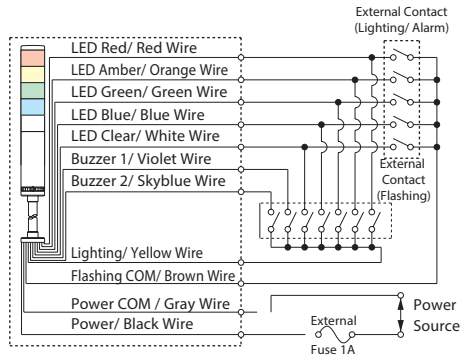 External Contact
(Lighting/ Alarm)
LED Red/ Red Wire
LED Amber/ Orange Wire
LED Green/ Green Wire
LED Blue/ Blue Wire
LED Clear/ White Wire
Buzzer 1/ Violet Wire
Buzzer 2/ Skyblue Wire
External
Contact
(Flashing)
Lighting/ Yellow Wire
Flashing COM/ Brown Wire
Power COM / Gray Wire
Power/ Black Wire
External
Fuse 1A
Power
Source